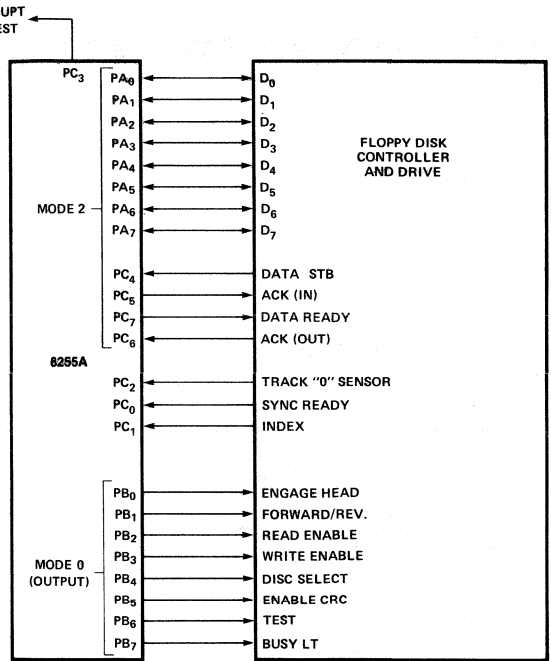 UPT
EST
PC3
PA0 D0
PA1 D1
PA2 D2
PA3 D3
FLOPPY DISK
CONTROLLER
AND DRIVE
PA4 D4
PA5 D5
MODE 2 PA6 D6
PA7 D7
PC4 DATA STB
PC5 ACK (IN)
PC7 DATA READY
PC6 ACK (OUT)
8255A
PC2 TRACK "0" SENSOR
PC0 SYNC READY
PC1 INDEX
PB0 ENGAGE HEAD
PB1 FORWARD/REV.
PB2 READ ENABLE
PB3 WRITE ENABLE
MODE 0
(OUTPUT)
PB4 DISC SELECT
PB5 ENABLE CRC
PB6 TEST
PB7 BUSY LT